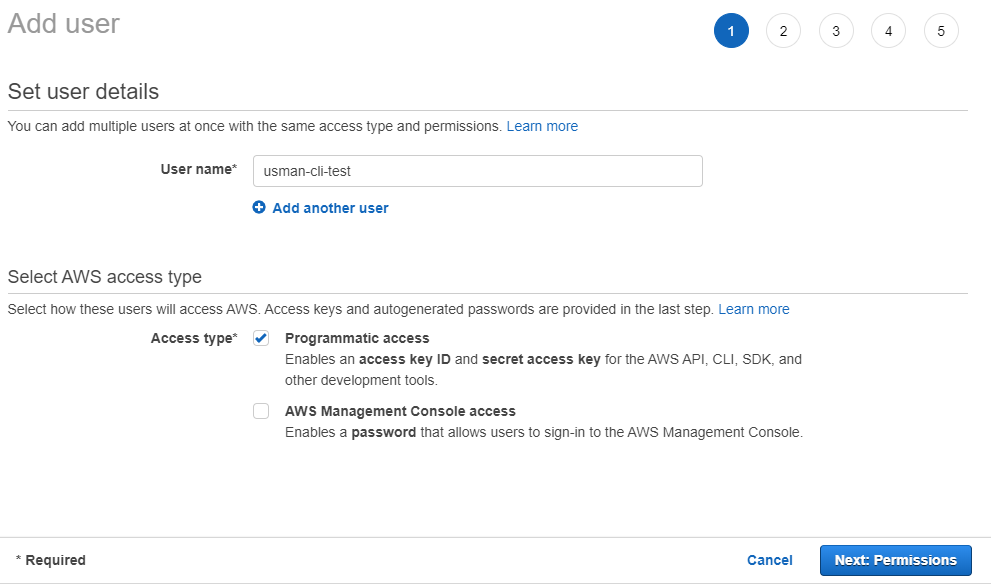 Add user
1 2 3 4 5
Set user details
You can add multiple users at once with the same access type and permissions. Learn more
User name* usman-cli-test
Add another user
Select AWS access type
Select how these users will access AWS. Access keys and autogenerated passwords are provided in the last step. Learn more
Access type* Programmatic access
Enables an access key ID and secret access key for the AWS API, CLI, SDK, and
other development tools.
AWS Management Console access
Enables a password that allows users to sign-in to the AWS Management Console.
* Required Cancel Next: Permissions